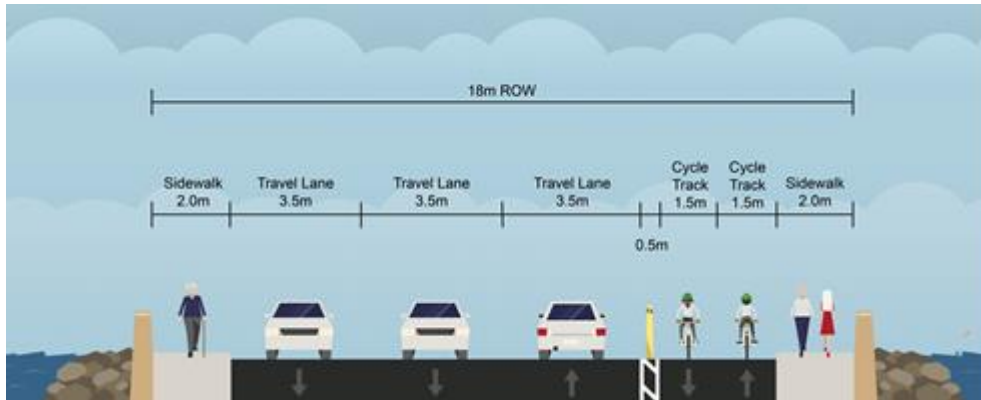 18m ROW
Sidewalk
2.0m
Travel Lane
3.5m
Travel Lane
3.5m
Travel Lane
3.5m
0.5m
Cycle
Track
1.5m
Cycle
Track
1.5m
Sidewalk
2.0m